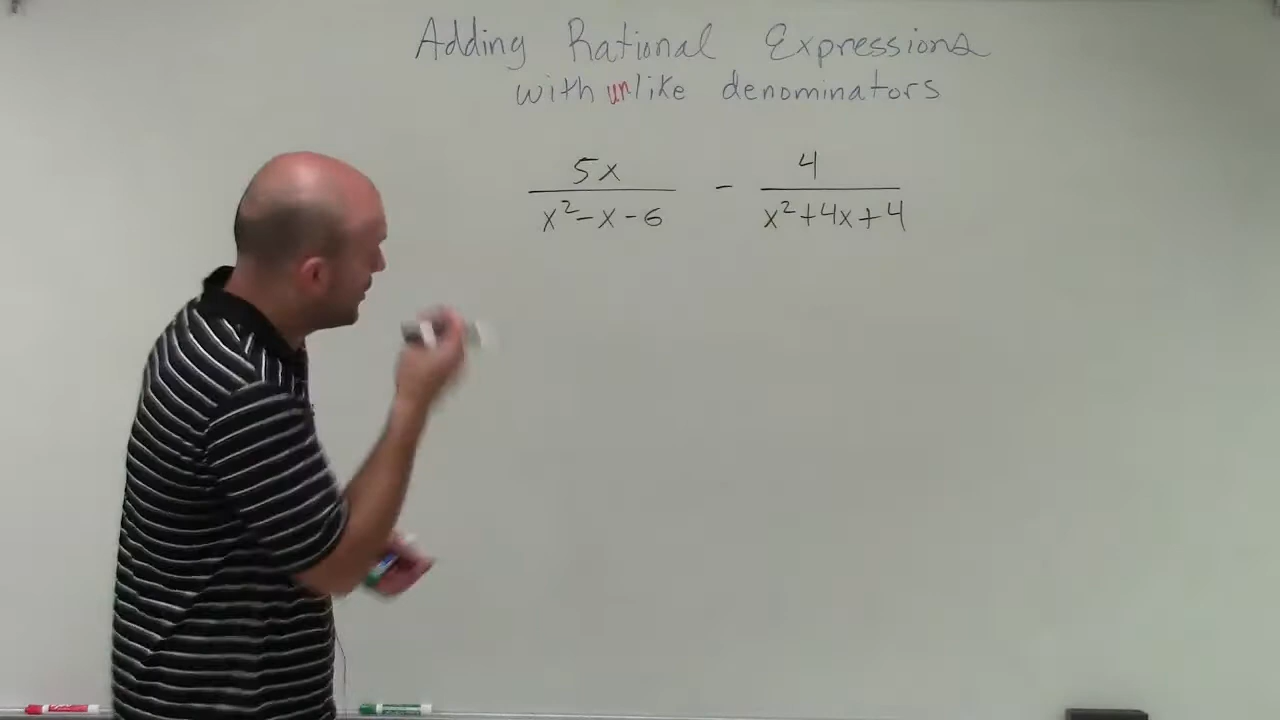 Adding Rational Expressions
with unlike denominators
5x / (x² - x - 6) - 4 / (x² + 4x + 4)